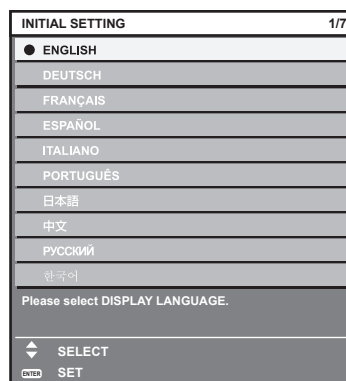 INITIAL SETTING 1/7
ENGLISH
DEUTSCH
FRANÇAIS
ESPAÑOL
ITALIANO
PORTUGUÊS
日本語
中文
РУССКИЙ
한국어
Please select DISPLAY LANGUAGE.
SELECT
ENTER SET